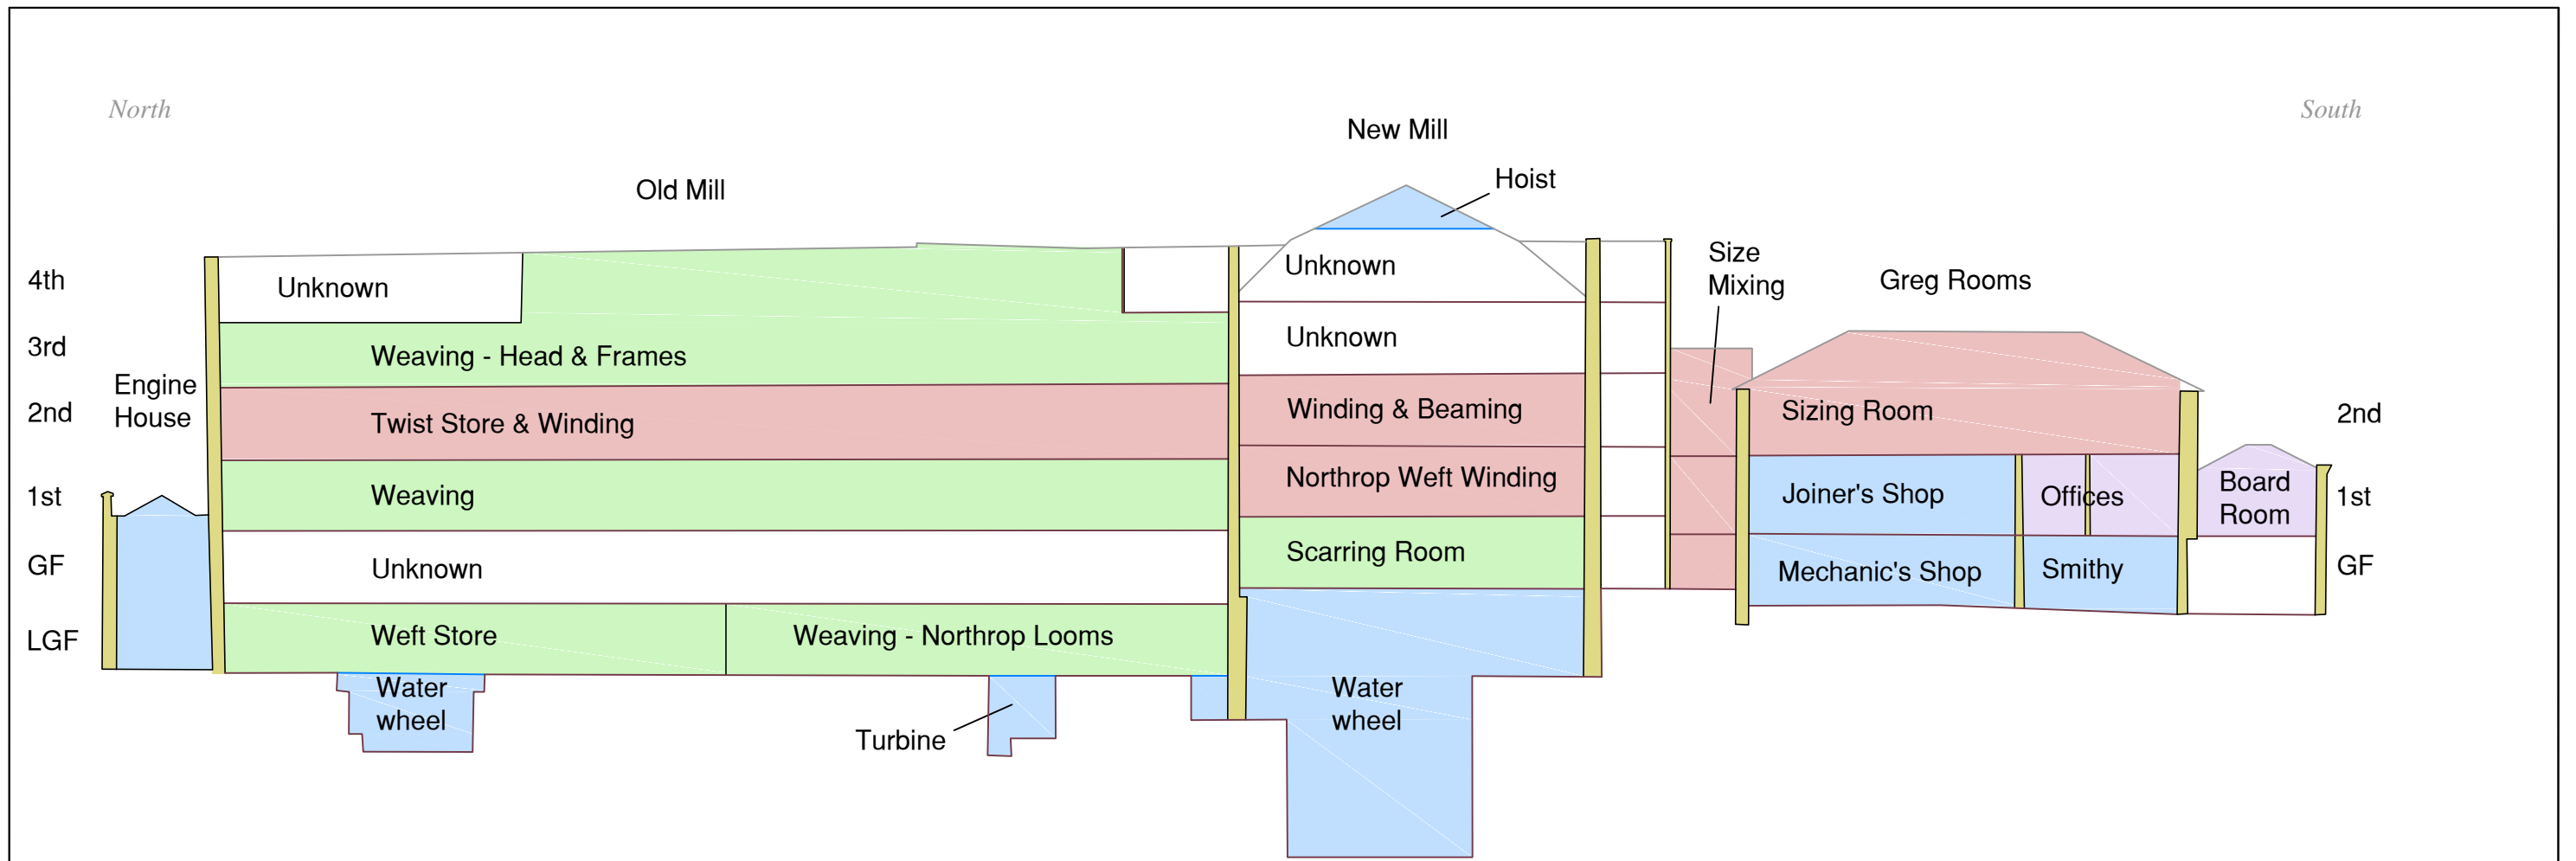 North
South
New Mill
Old Mill
Hoist
Size
Mixing
Greg Rooms
4th
3rd
2nd
1st
GF
LGF
Engine
House
Unknown
Weaving - Head & Frames
Twist Store & Winding
Weaving
Unknown
Weft Store
Weaving - Northrop Looms
Water
wheel
Turbine
Unknown
Unknown
Winding & Beaming
Northrop Weft Winding
Scarring Room
Water
wheel
Sizing Room
Joiner's Shop
Offices
Mechanic's Shop
Smithy
Board
Room
2nd
1st
GF